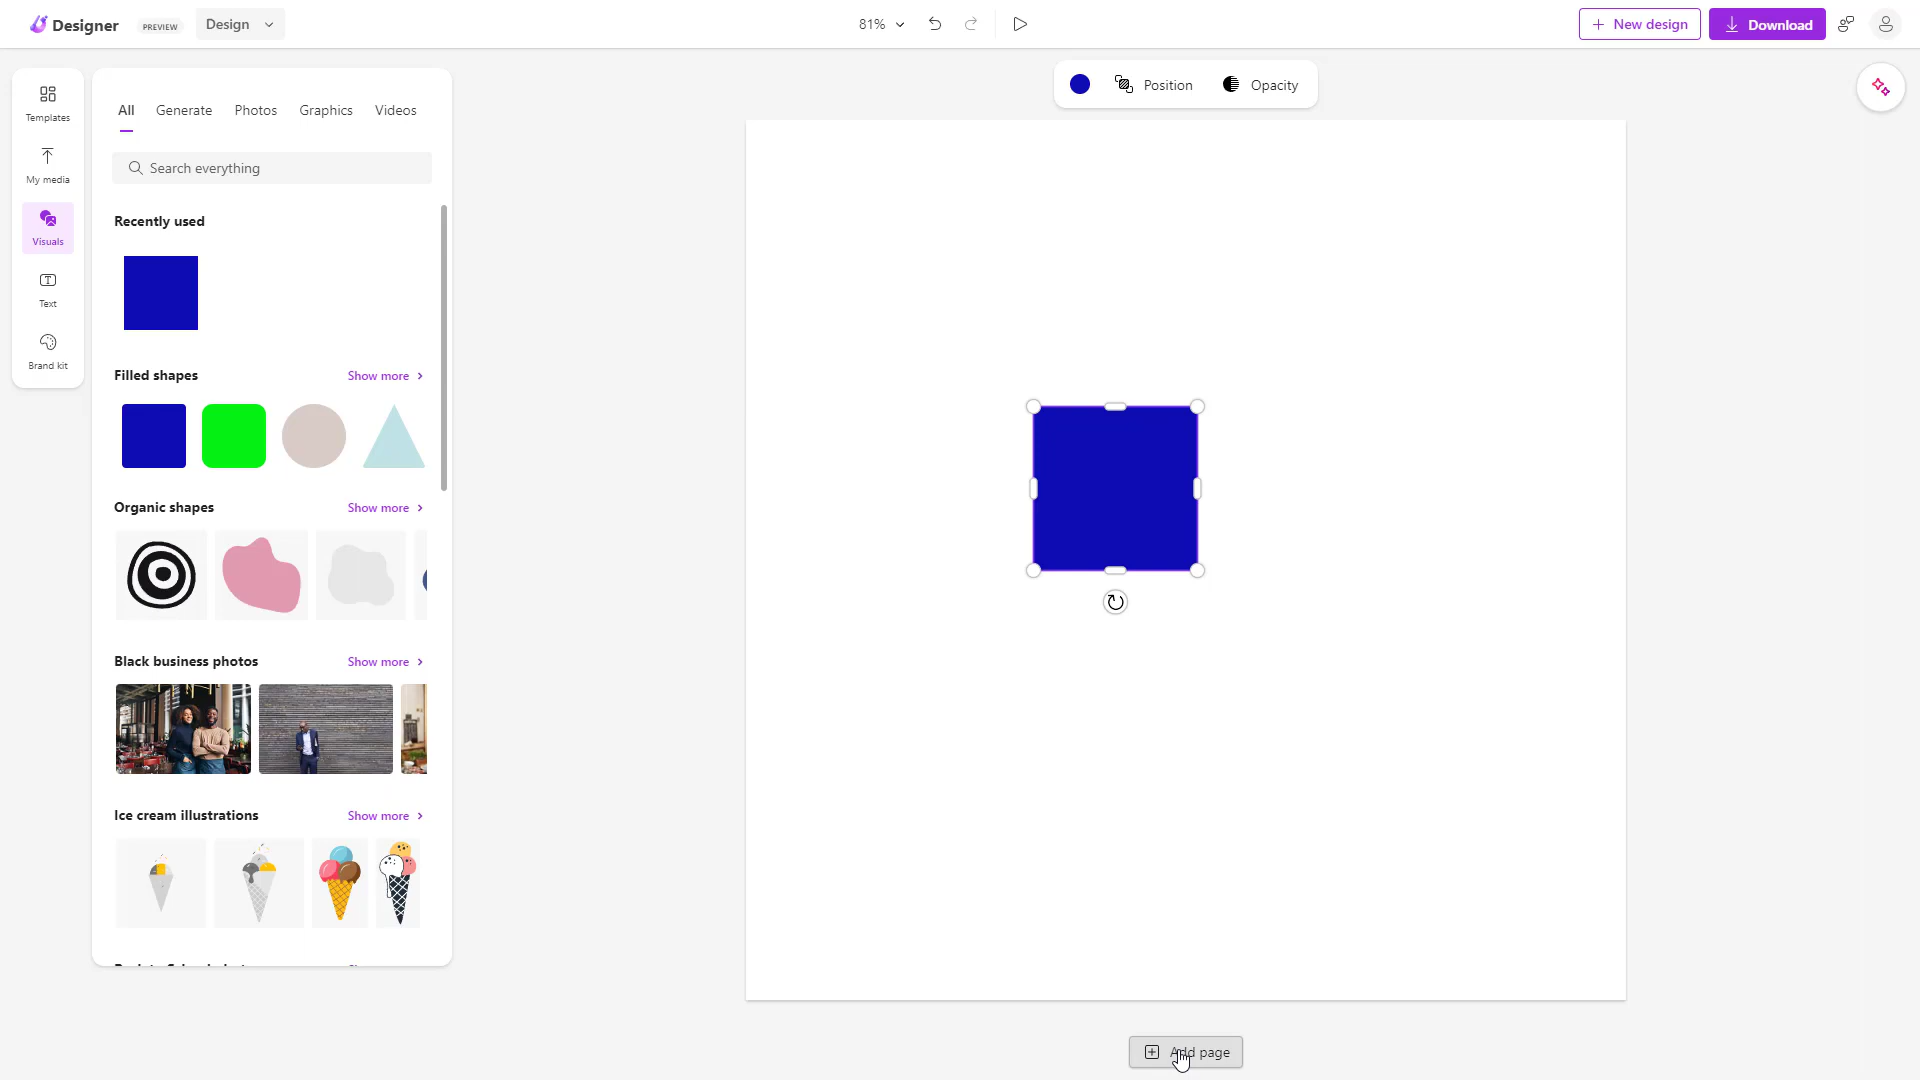 Designer PREVIEW Design 81% New design Download
Position Opacity
Templates
My media
Visuals
Text
Brand kit
All Generate Photos Graphics Videos
Search everything
Recently used
Filled shapes Show more
Organic shapes Show more
Black business photos Show more
Ice cream illustrations Show more
Add page